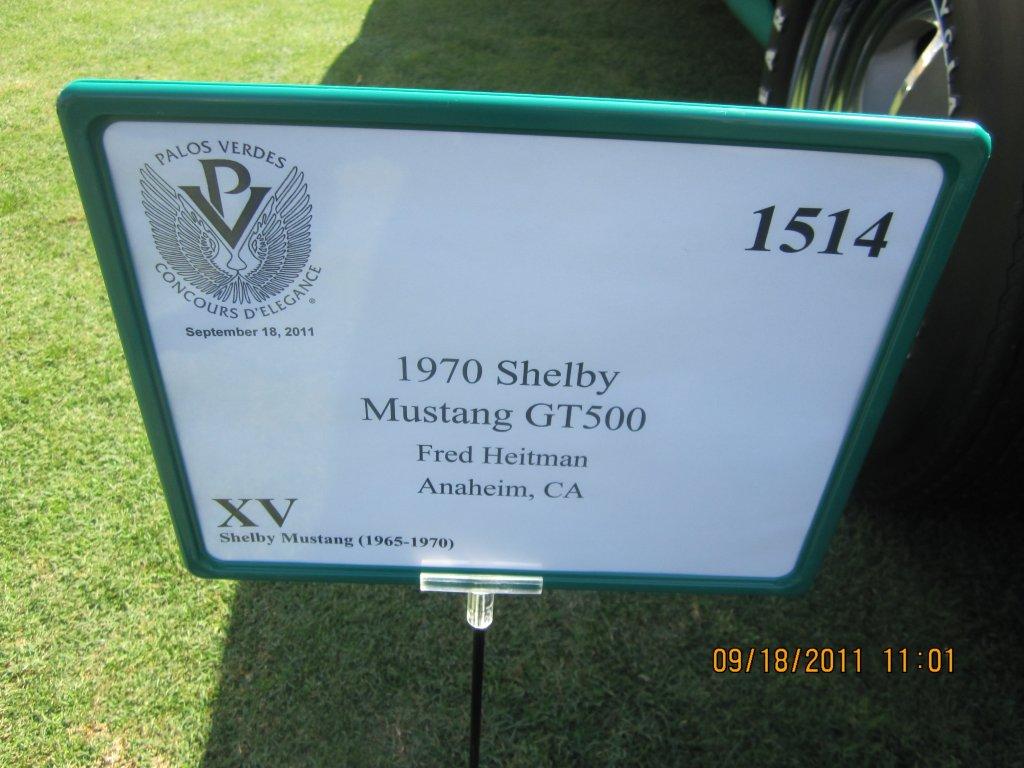 PALOS VERDES
PV
CONCOURS D'ELEGANCE®
September 18, 2011
1514
1970 Shelby
Mustang GT500
Fred Heitman
Anaheim, CA
XV
Shelby Mustang (1965-1970)
09/18/2011 11:01